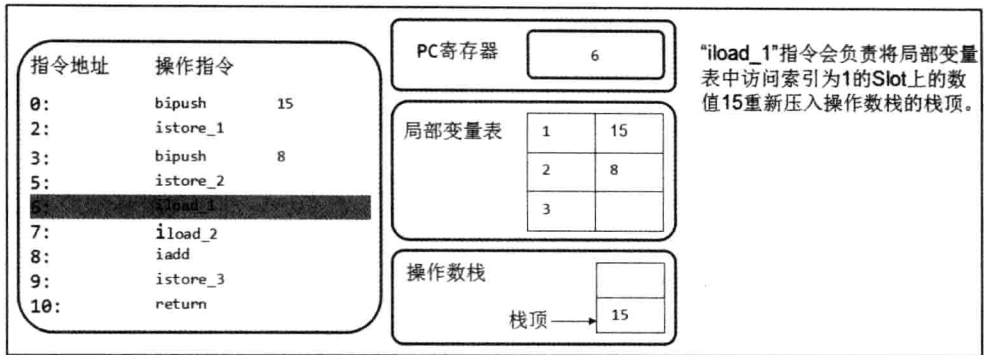 指令地址 操作指令
0: bipush 15
2: istore_1
3: bipush 8
5: istore_2
6: iload_1
7: iload_2
8: iadd
9: istore_3
10: return
PC寄存器 6
局部变量表 1 15
2 8
3
操作数栈
栈顶 15
“iload_1”指令会负责将局部变量
表中访问索引为1的Slot上的数
值15重新压入操作数栈的栈顶。